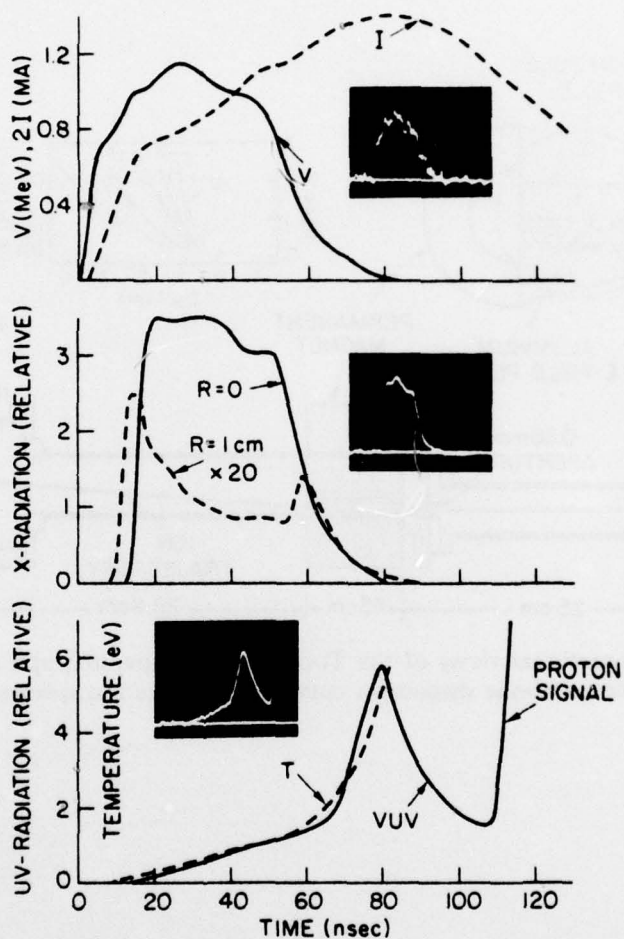 V(MeV), 2I (MA)
1.2
0.8
0.4
I
V
X-RADIATION (RELATIVE)
3
2
1
0
R=0
R=1 cm
×20
UV-RADIATION (RELATIVE)
TEMPERATURE (eV)
6
4
2
0
T
VUV
PROTON
SIGNAL
0 20 40 60 80 100 120
TIME (nsec)